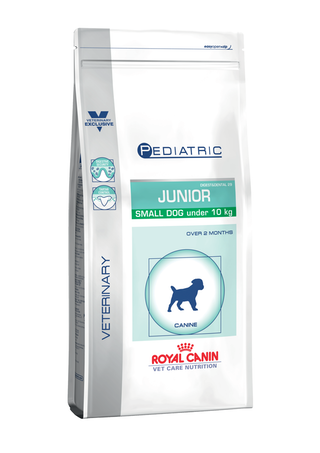 VETERINARY
EXCLUSIVE
PEDIATRIC
JUNIOR
SMALL DOG under 10 kg
OVER 2 MONTHS
CANINE
VETERINARY
ROYAL CANIN
VET CARE NUTRITION